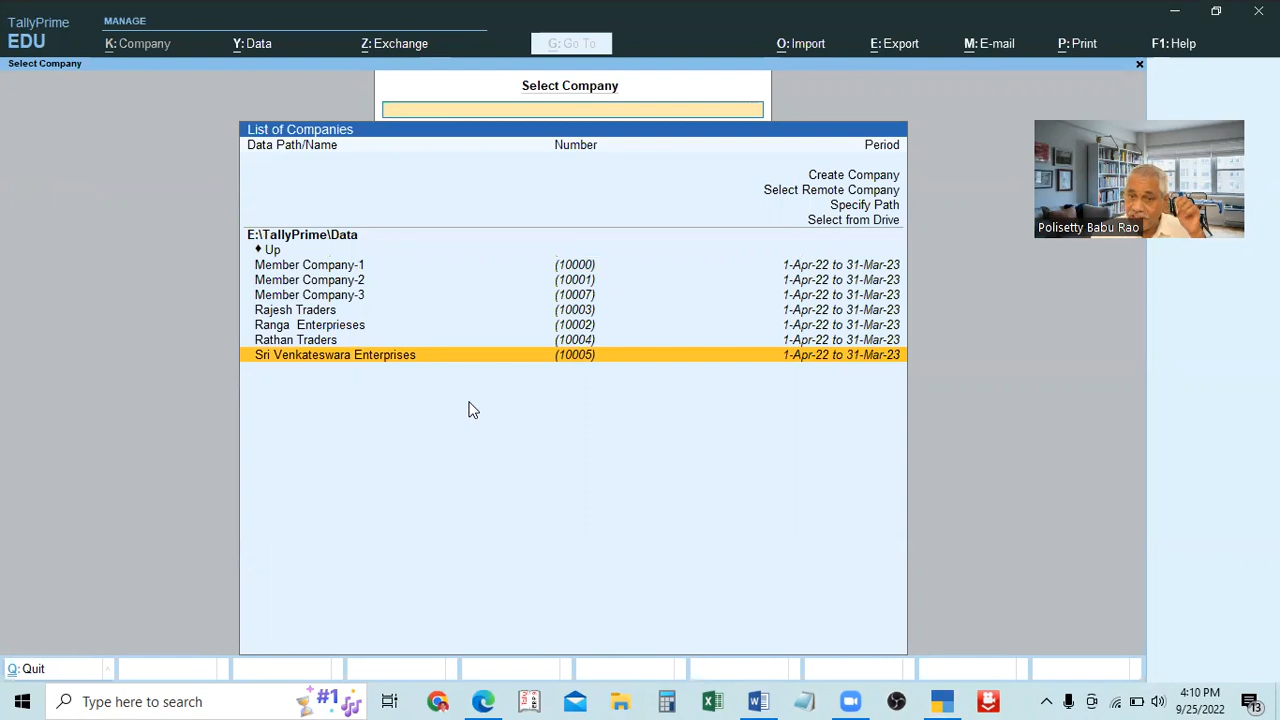 TallyPrime
EDU
MANAGE
K: Company
Y: Data
Z: Exchange
G: Go To
O: Import
E: Export
M: E-mail
P: Print
F1: Help
Select Company
Select Company
List of Companies
Data Path/Name Number Period
Create Company
Select Remote Company
Specify Path
Select from Drive
E:\TallyPrime\Data
♦ Up
Member Company-1 (10000) 1-Apr-22 to 31-Mar-23
Member Company-2 (10001) 1-Apr-22 to 31-Mar-23
Member Company-3 (10007) 1-Apr-22 to 31-Mar-23
Rajesh Traders (10003) 1-Apr-22 to 31-Mar-23
Ranga Enterprieses (10002) 1-Apr-22 to 31-Mar-23
Rathan Traders (10004) 1-Apr-22 to 31-Mar-23
Sri Venkateswara Enterprises (10005) 1-Apr-22 to 31-Mar-23
Polisetty Babu Rao
Q: Quit
Type here to search
#1
4:10 PM
9/25/2022
13